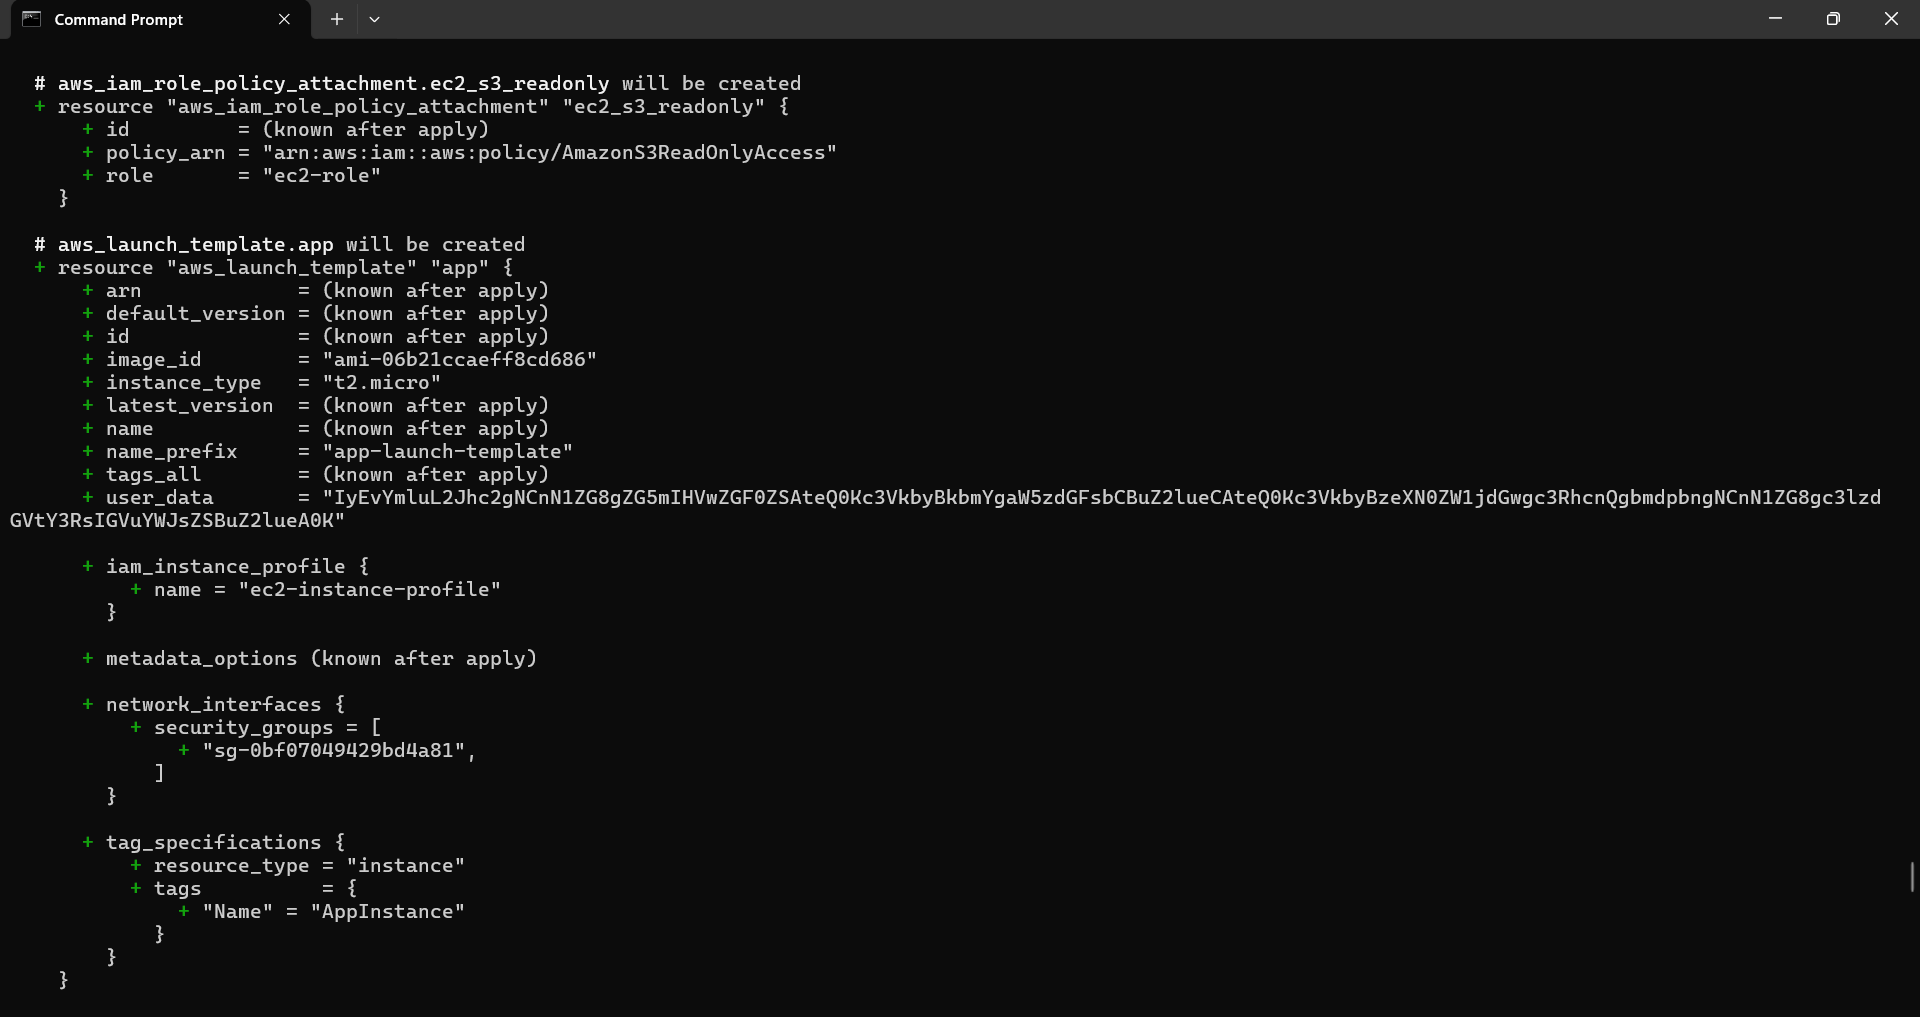 Command Prompt
# aws_iam_role_policy_attachment.ec2_s3_readonly will be created
+ resource "aws_iam_role_policy_attachment" "ec2_s3_readonly" {
+ id         = (known after apply)
+ policy_arn = "arn:aws:iam::aws:policy/AmazonS3ReadOnlyAccess"
+ role       = "ec2-role"
}
# aws_launch_template.app will be created
+ resource "aws_launch_template" "app" {
+ arn             = (known after apply)
+ default_version = (known after apply)
+ id              = (known after apply)
+ image_id        = "ami-06b21ccaeff8cd686"
+ instance_type   = "t2.micro"
+ latest_version  = (known after apply)
+ name            = (known after apply)
+ name_prefix     = "app-launch-template"
+ tags_all        = (known after apply)
+ user_data       = "IyEvYmluL2Jhc2gNCnN1ZG8gZG5mIHVwZGF0ZSAteQ0Kc3VkbyBkbmYgaW5zdGFsbCBuZ2lueCAteQ0Kc3VkbyBzeXN0ZW1jdGwgc3RhcnQgbmdpbngNCnN1ZG8gc3lzd
GVtY3RsIGVuYWJsZSBuZ2lueA0K"
+ iam_instance_profile {
+ name = "ec2-instance-profile"
}
+ metadata_options (known after apply)
+ network_interfaces {
+ security_groups = [
+ "sg-0bf07049429bd4a81",
]
}
+ tag_specifications {
+ resource_type = "instance"
+ tags          = {
+ "Name" = "AppInstance"
}
}
}